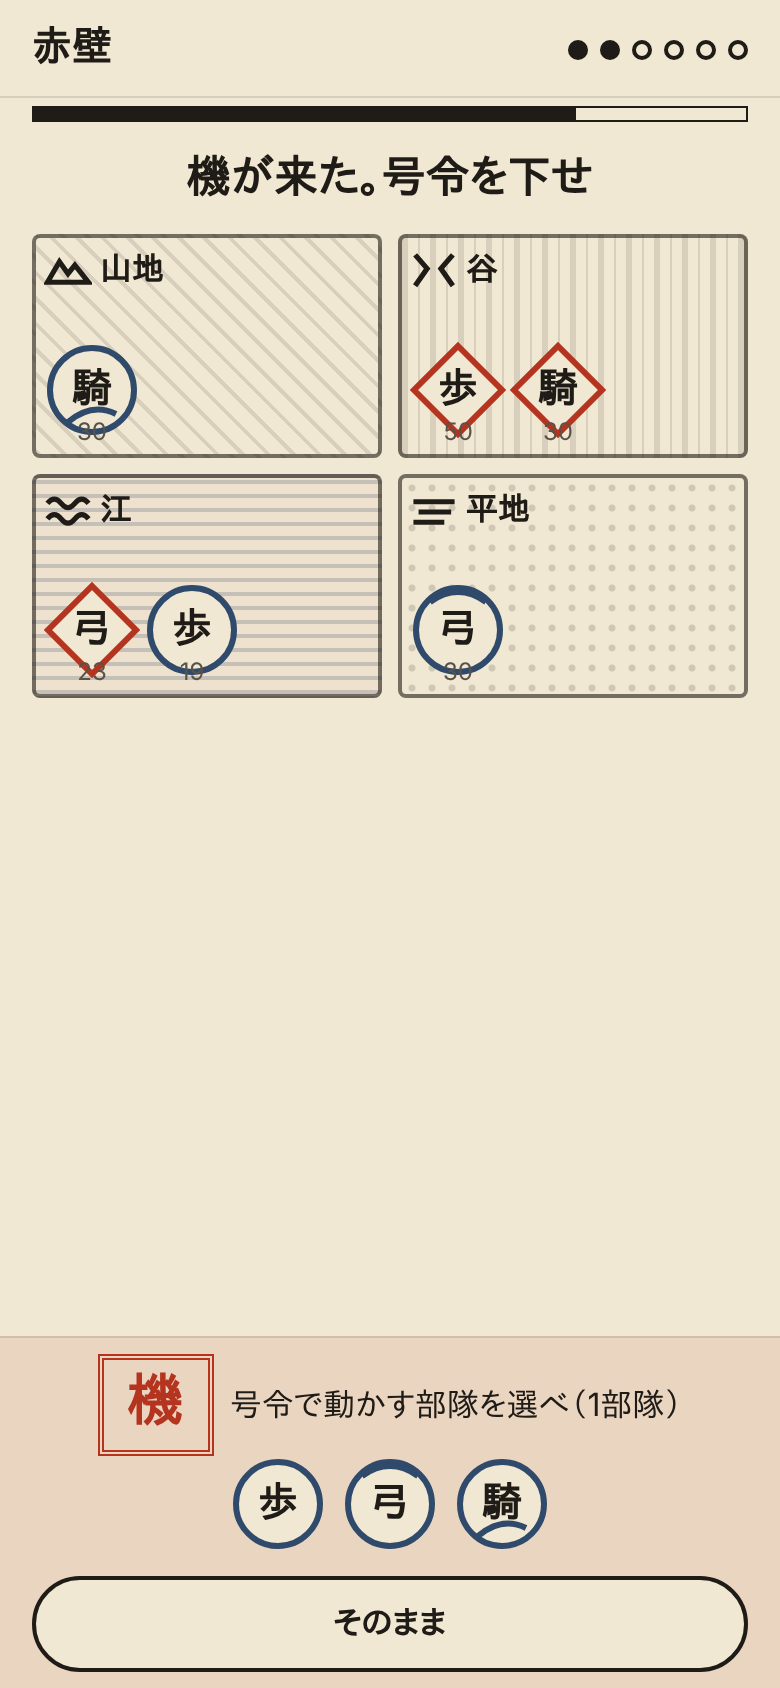 赤壁
機が来た。号令を下せ
山地
騎
30
谷
歩
50
騎
30
江
弓
28
歩
19
平地
弓
30
機
号令で動かす部隊を選べ（1部隊）
歩 弓 騎
そのまま